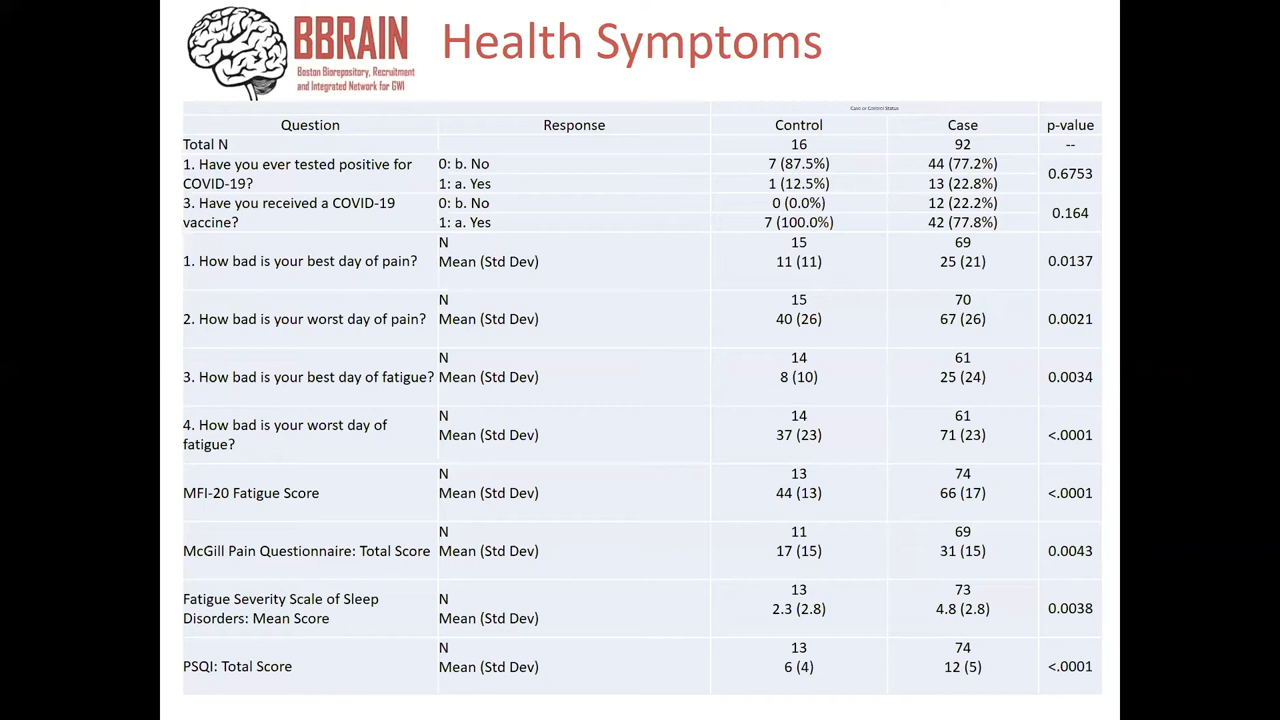 BBRAIN
Boston Biorepository, Recruitment
and Integrated Network for GWI
Health Symptoms
Case or Control Status
Question Response Control Case p-value
Total N 16 92 --
1. Have you ever tested positive for COVID-19? 0: b. No 7 (87.5%) 44 (77.2%) 0.6753
1: a. Yes 1 (12.5%) 13 (22.8%)
3. Have you received a COVID-19 vaccine? 0: b. No 0 (0.0%) 12 (22.2%) 0.164
1: a. Yes 7 (100.0%) 42 (77.8%)
N 15 69
1. How bad is your best day of pain? Mean (Std Dev) 11 (11) 25 (21) 0.0137
N 15 70
2. How bad is your worst day of pain? Mean (Std Dev) 40 (26) 67 (26) 0.0021
N 14 61
3. How bad is your best day of fatigue? Mean (Std Dev) 8 (10) 25 (24) 0.0034
N 14 61
4. How bad is your worst day of fatigue? Mean (Std Dev) 37 (23) 71 (23) <.0001
N 13 74
MFI-20 Fatigue Score Mean (Std Dev) 44 (13) 66 (17) <.0001
N 11 69
McGill Pain Questionnaire: Total Score Mean (Std Dev) 17 (15) 31 (15) 0.0043
N 13 73
Fatigue Severity Scale of Sleep Disorders: Mean Score Mean (Std Dev) 2.3 (2.8) 4.8 (2.8) 0.0038
N 13 74
PSQI: Total Score Mean (Std Dev) 6 (4) 12 (5) <.0001